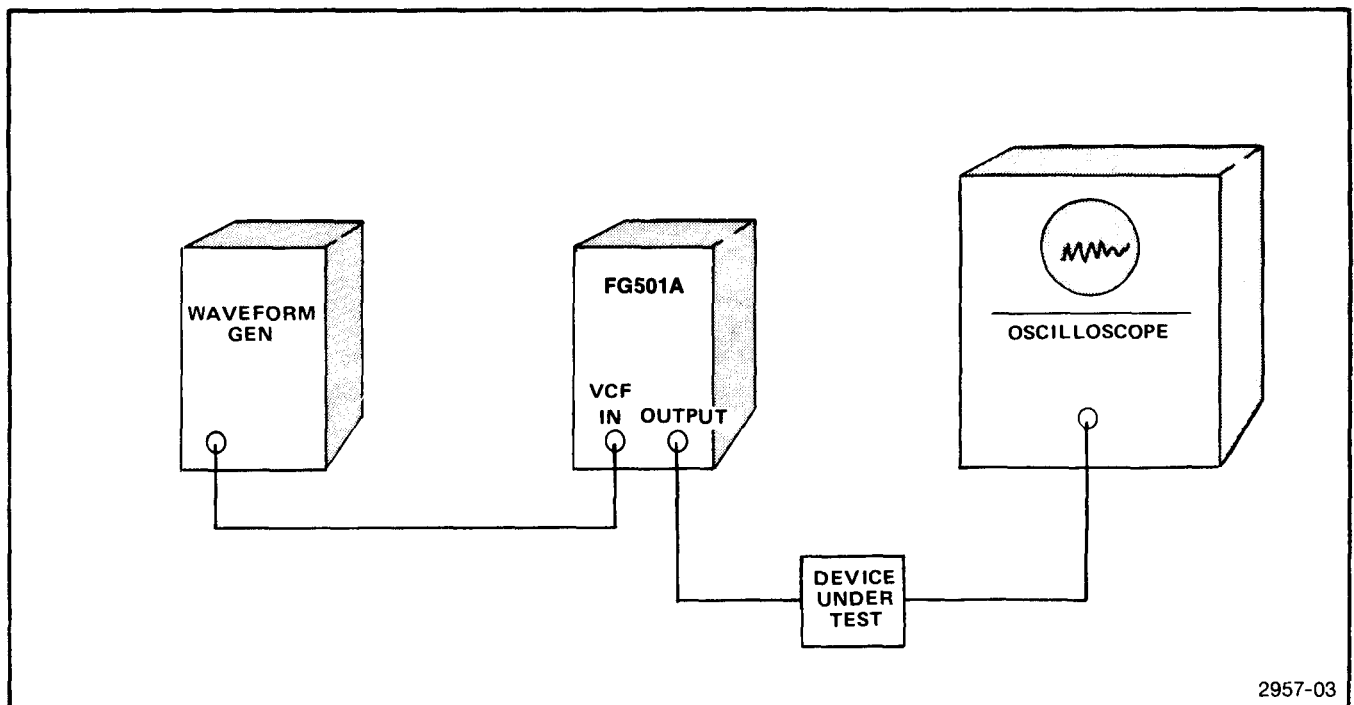 WAVEFORM
GEN
FG501A
VCF
IN OUTPUT
OSCILLOSCOPE
DEVICE
UNDER
TEST
2957-03